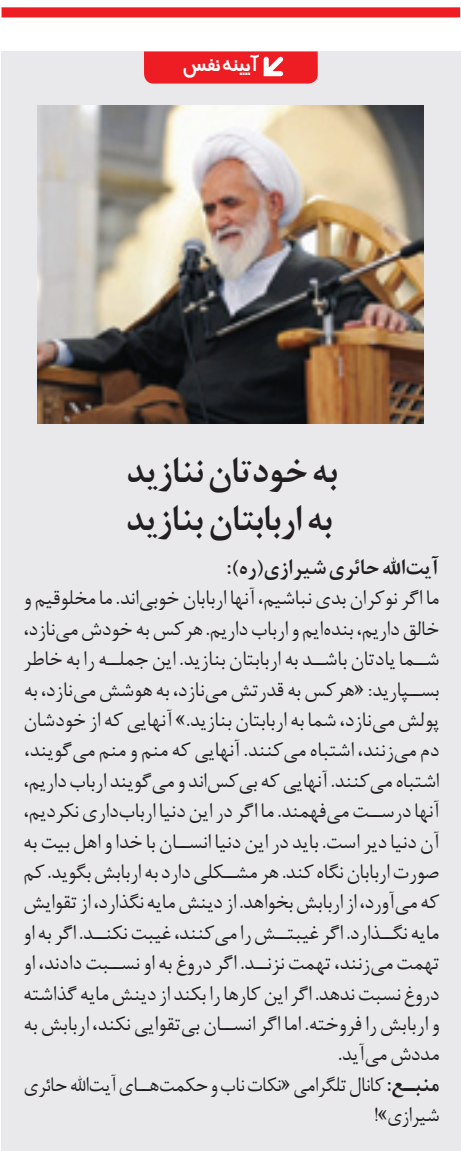 آیینه نفس
به خودتان ننازید
به اربابتان بنازید
آیت‌الله حائری شیرازی(ره):
ما اگر نوکران بدی نباشیم، آنها اربابان خوبی‌اند. ما مخلوقیم و
خالق داریم، بنده‌ایم و ارباب داریم. هرکس به خودش می‌نازد،
شما یادتان باشد به اربابتان بنازید. این جمله را به خاطر
بسپارید: «هرکس به قدرتش می‌نازد، به هوشش می‌نازد، به
پولش می‌نازد، شما به اربابتان بنازید.» آنهایی که از خودشان
دم می‌زنند، اشتباه می‌کنند. آنهایی که منم و منم می‌گویند،
اشتباه می‌کنند. آنهایی که بی‌کس‌اند و می‌گویند ارباب داریم،
آنها درست می‌فهمند. ما اگر در این دنیا ارباب‌داری نکردیم،
آن دنیا دیر است. باید در این دنیا انسان با خدا و اهل بیت به
صورت اربابان نگاه کند. هر مشکلی دارد به اربابش بگوید. کم
که می‌آورد، از اربابش بخواهد. از دینش مایه نگذارد، از تقوایش
مایه نگذارد. اگر غیبتش را می‌کنند، غیبت نکند. اگر به او
تهمت می‌زنند، تهمت نزند. اگر دروغ به او نسبت دادند، او
دروغ نسبت ندهد. اگر این کارها را بکند از دینش مایه گذاشته
و اربابش را فروخته. اما اگر انسان بی‌تقوایی نکند، اربابش به
مددش می‌آید.
منبع: کانال تلگرامی «نکات ناب و حکمت‌های آیت‌الله حائری
شیرازی»!